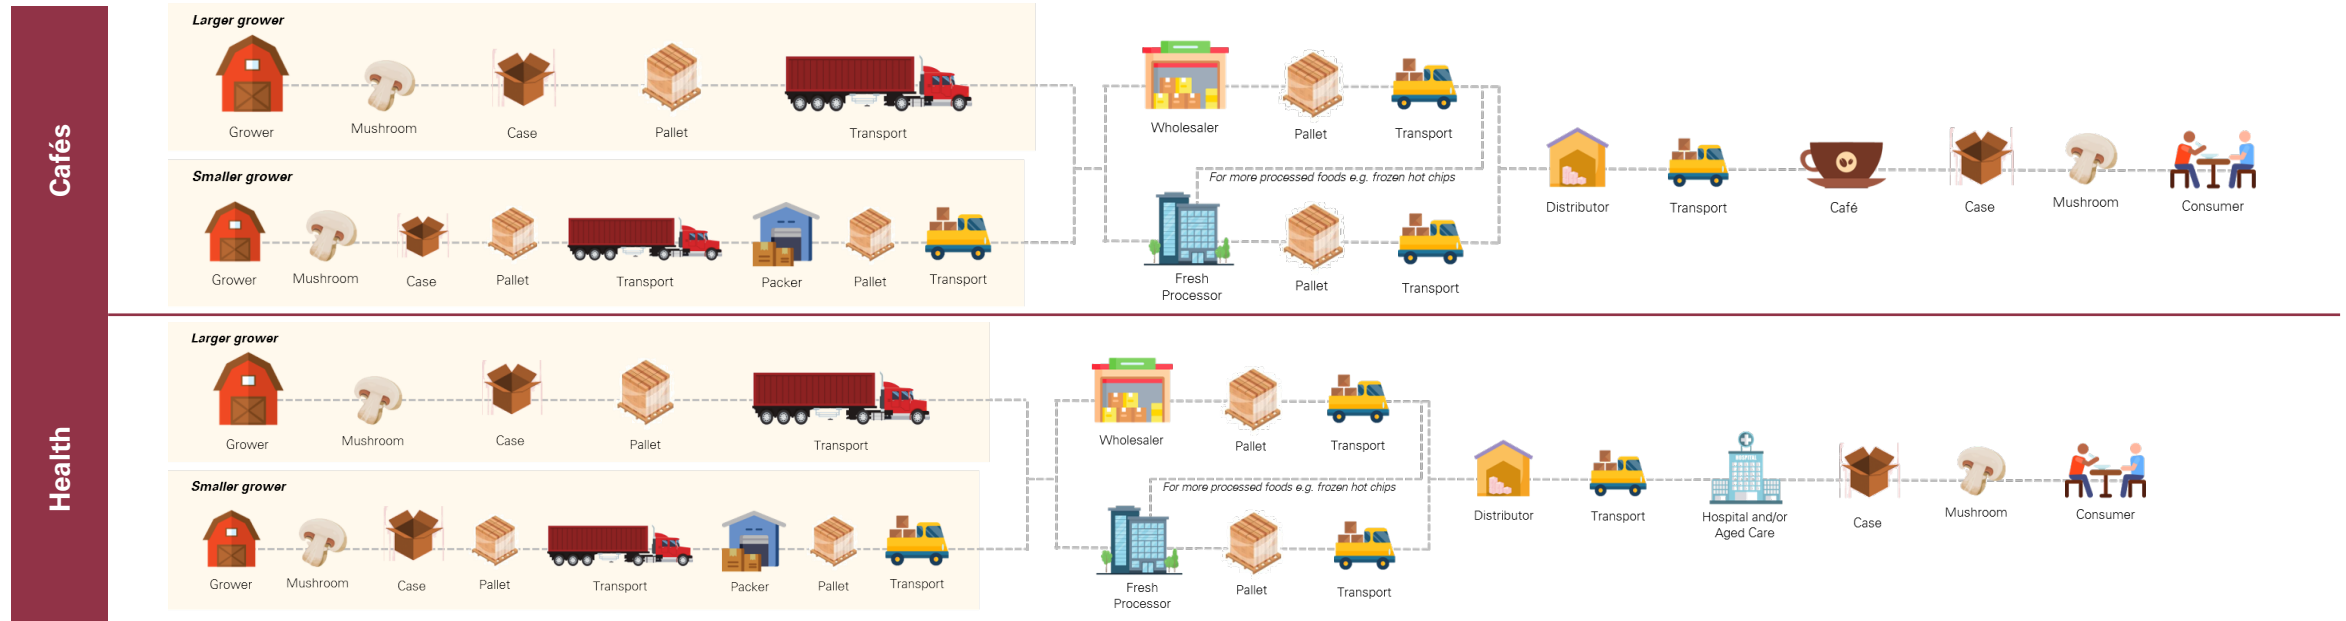 Cafés
Larger grower
Grower
Mushroom
Case
Pallet
Transport
Smaller grower
Grower
Mushroom
Case
Pallet
Transport
Packer
Pallet
Transport
Wholesaler
Pallet
Transport
For more processed foods e.g. frozen hot chips
Fresh
Processor
Pallet
Transport
Distributor
Transport
Café
Case
Mushroom
Consumer
Health
Larger grower
Grower
Mushroom
Case
Pallet
Transport
Smaller grower
Grower
Mushroom
Case
Pallet
Transport
Packer
Pallet
Transport
Wholesaler
Pallet
Transport
For more processed foods e.g. frozen hot chips
Fresh
Processor
Pallet
Transport
Distributor
Transport
HOSPITAL
Hospital and/or
Aged Care
Case
Mushroom
Consumer